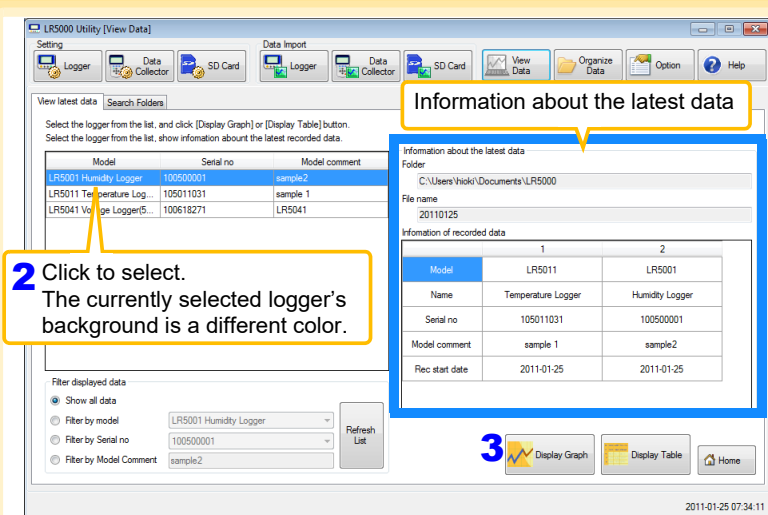 LR5000 Utility [View Data]
Setting
Data Import
Logger
Data Collector
SD Card
Logger
Data Collector
SD Card
View Data
Organize Data
Option
Help
View latest data
Search Folders
Information about the latest data
Select the logger from the list, and click [Display Graph] or [Display Table] button.
Select the logger from the list, show infomation abount the latest recorded data.
Model Serial no Model comment
LR5001 Humidity Logger 100500001 sample2
LR5011 Temperature Log... 105011031 sample 1
LR5041 Vo ge Logger(5... 100618271 LR5041
2 Click to select.
The currently selected logger's
background is a different color.
Information about the latest data
Folder
C:\Users\hioki\Documents\LR5000
File name
20110125
Infomation of recorded data
1 2
Model LR5011 LR5001
Name Temperature Logger Humidity Logger
Serial no 105011031 100500001
Model comment sample 1 sample2
Rec start date 2011-01-25 2011-01-25
Filter displayed data
Show all data
Filter by model LR5001 Humidity Logger
Filter by Serial no 100500001
Filter by Model Comment sample2
Refresh
List
3
Display Graph
Display Table
Home
2011-01-25 07:34:11